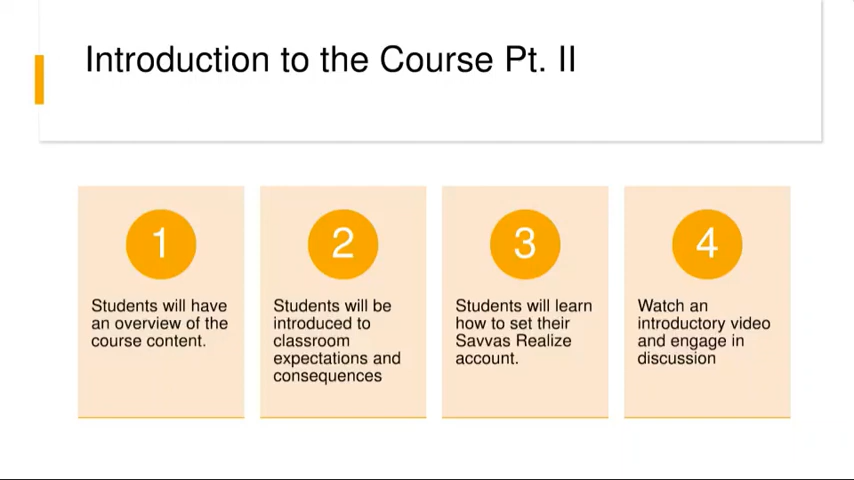 Introduction to the Course Pt. II
1
Students will have
an overview of the
course content.
2
Students will be
introduced to
classroom
expectations and
consequences
3
Students will learn
how to set their
Savvas Realize
account.
4
Watch an
introductory video
and engage in
discussion